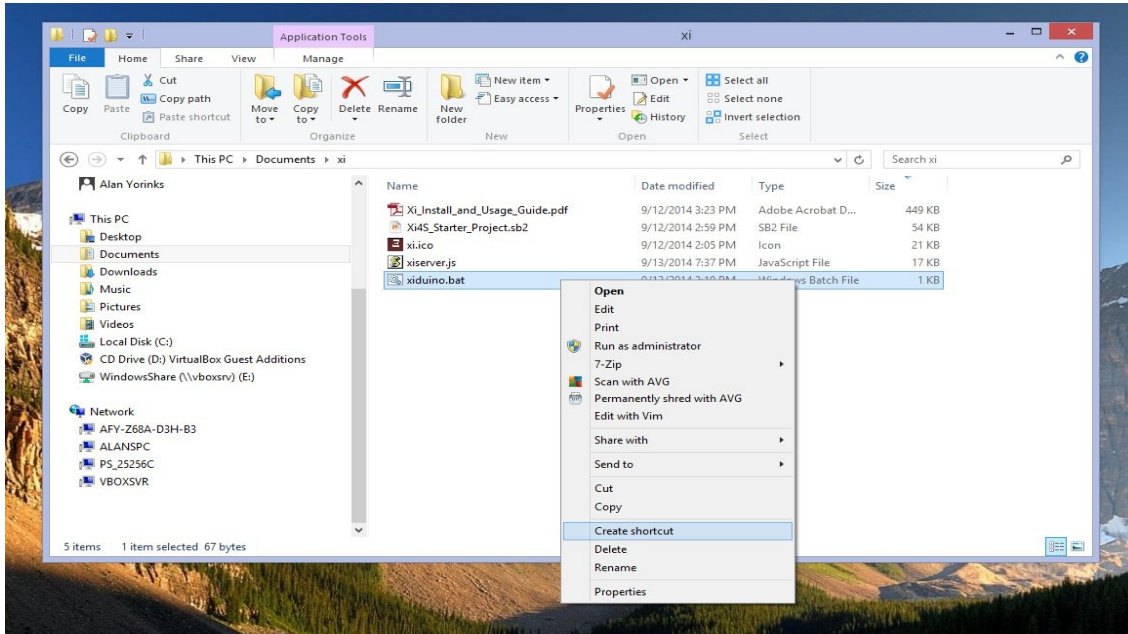 Application Tools
xi
File Home Share View Manage
Copy
Paste
Cut
Copy path
Paste shortcut
Clipboard
Move to
Copy to
Delete
Rename
Organize
New folder
New item
Easy access
New
Properties
Open
Edit
History
Open
Select all
Select none
Invert selection
Select
This PC Documents xi
Search xi
Alan Yorinks
This PC
Desktop
Documents
Downloads
Music
Pictures
Videos
Local Disk (C:)
CD Drive (D:) VirtualBox Guest Additions
WindowsShare (\\vboxsrv) (E:)
Network
AFY-Z68A-D3H-B3
ALANSPC
PS_25256C
VBOXSVR
Name Date modified Type Size
Xi_Install_and_Usage_Guide.pdf 9/12/2014 3:23 PM Adobe Acrobat D... 449 KB
Xi4S_Starter_Project.sb2 9/12/2014 2:59 PM SB2 File 54 KB
xi.ico 9/12/2014 2:05 PM Icon 21 KB
xiserver.js 9/13/2014 7:37 PM JavaScript File 17 KB
xiduino.bat Batch File 1 KB
Open
Edit
Print
Run as administrator
7-Zip
Scan with AVG
Permanently shred with AVG
Edit with Vim
Share with
Send to
Cut
Copy
Create shortcut
Delete
Rename
Properties
5 items 1 item selected 67 bytes